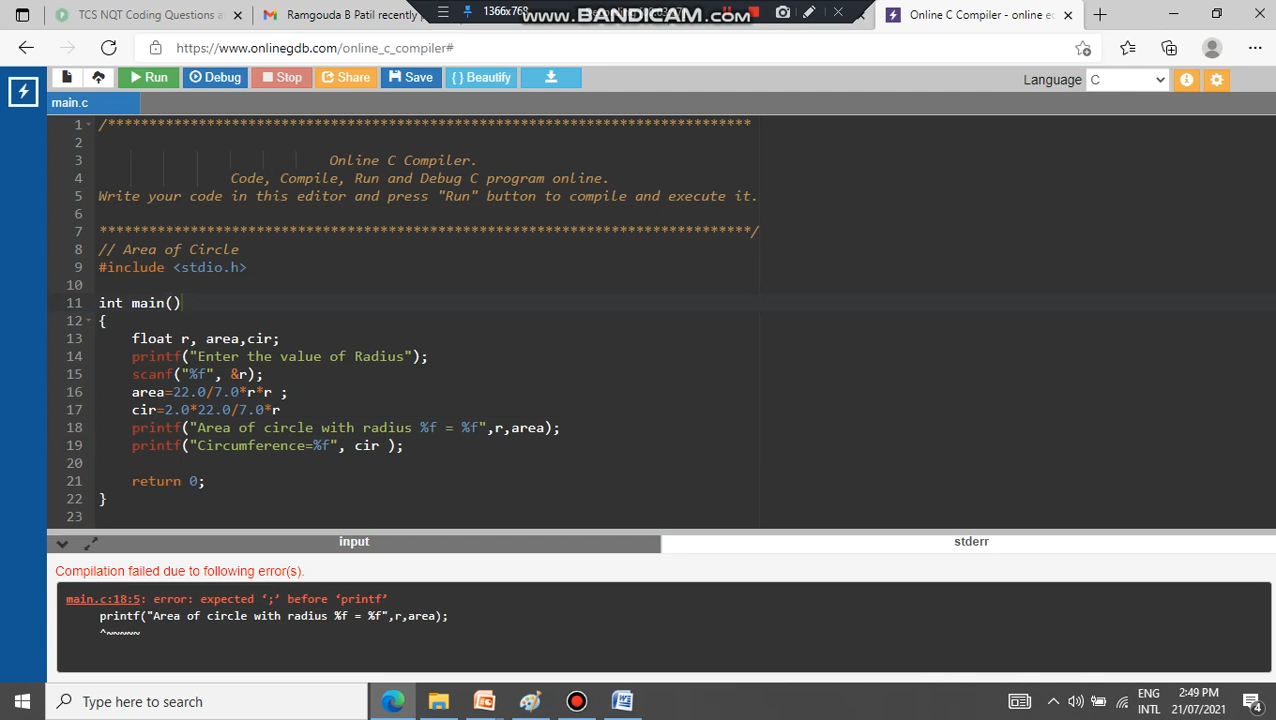 TCS NQT Coding Questions a
Ramgouda B Patil recently
1366x768
www.BANDICAM.com
Online C Compiler - online ed
https://www.onlinegdb.com/online_c_compiler#
Run Debug Stop Share Save { } Beautify
Language C
main.c
1 /******************************************************************************
2
3 Online C Compiler.
4 Code, Compile, Run and Debug C program online.
5 Write your code in this editor and press "Run" button to compile and execute it.
6
7 *******************************************************************************/
8 // Area of Circle
9 #include <stdio.h>
10
11 int main()
12 {
13 float r, area,cir;
14 printf("Enter the value of Radius");
15 scanf("%f", &r);
16 area=22.0/7.0*r*r ;
17 cir=2.0*22.0/7.0*r
18 printf("Area of circle with radius %f = %f",r,area);
19 printf("Circumference=%f", cir );
20
21 return 0;
22 }
23
input stderr
Compilation failed due to following error(s).
main.c:18:5: error: expected ‘;’ before ‘printf’
printf("Area of circle with radius %f = %f",r,area);
^~~~~~
Type here to search
ENG
INTL
2:49 PM
21/07/2021
4